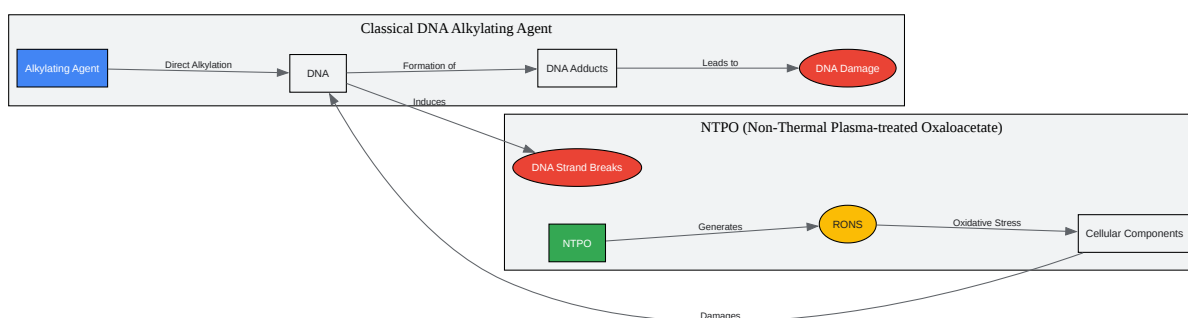 Classical DNA Alkylating Agent
Alkylating Agent
Direct Alkylation
DNA
Formation of
DNA Adducts
Leads to
DNA Damage
Induces
NTPO (Non-Thermal Plasma-treated Oxaloacetate)
DNA Strand Breaks
NTPO
Generates
RONS
Oxidative Stress
Cellular Components
Damages